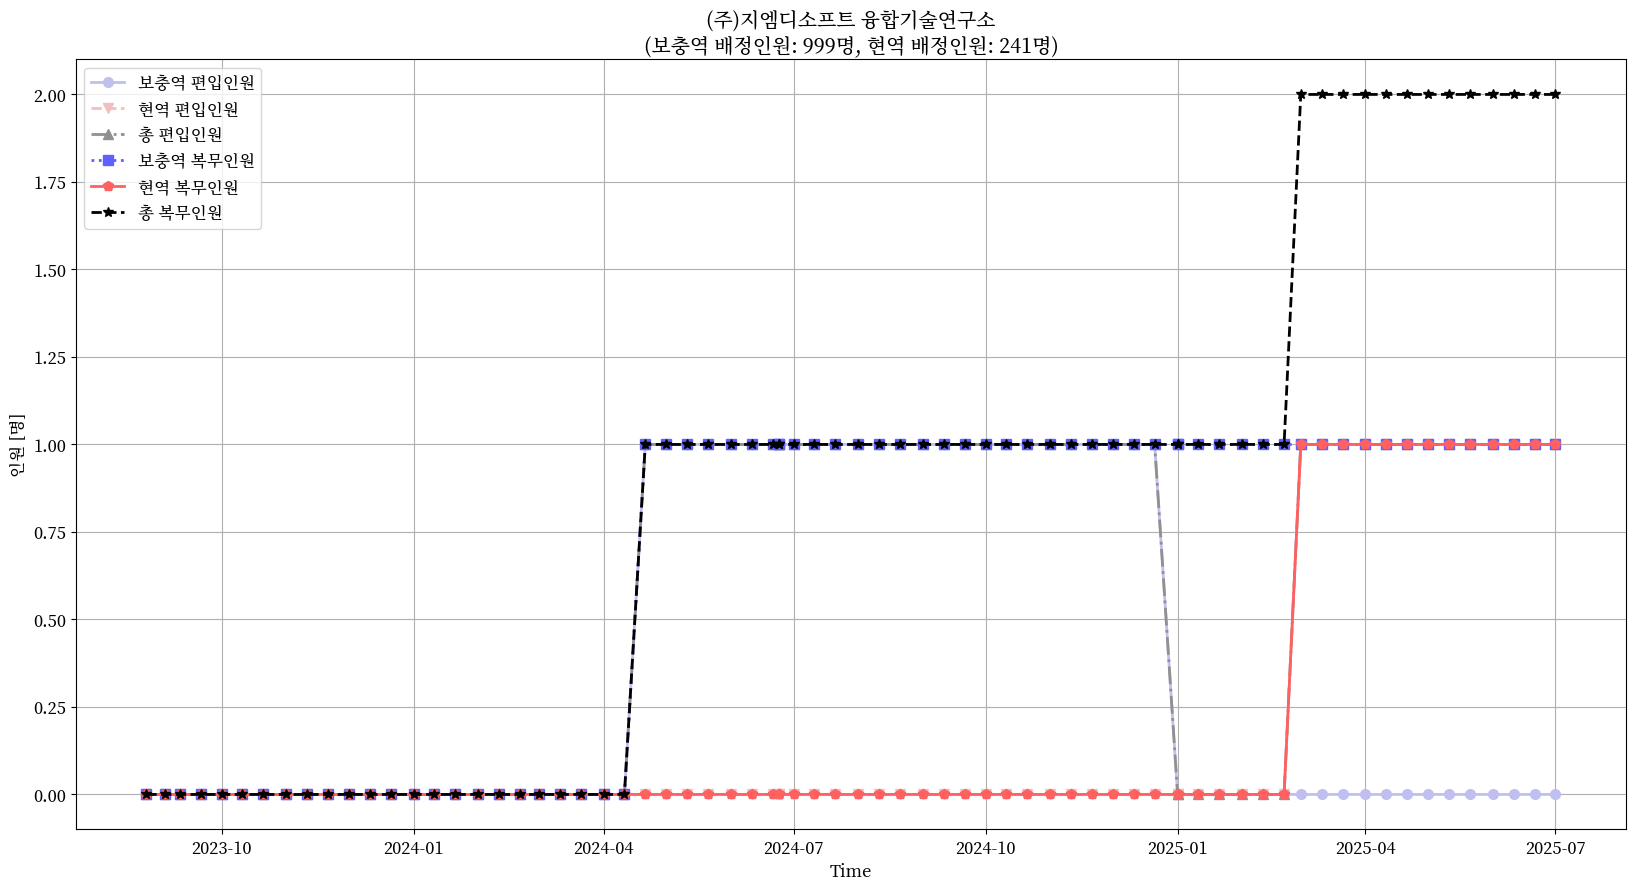 (주)지엠디소프트 융합기술연구소
(보충역 배정인원: 999명, 현역 배정인원: 241명)
보충역 편입인원
현역 편입인원
총 편입인원
보충역 복무인원
현역 복무인원
총 복무인원
2.00
1.75
1.50
1.25
1.00
0.75
0.50
0.25
0.00
인원 [명]
2023-10
2024-01
2024-04
2024-07
2024-10
2025-01
2025-04
2025-07
Time